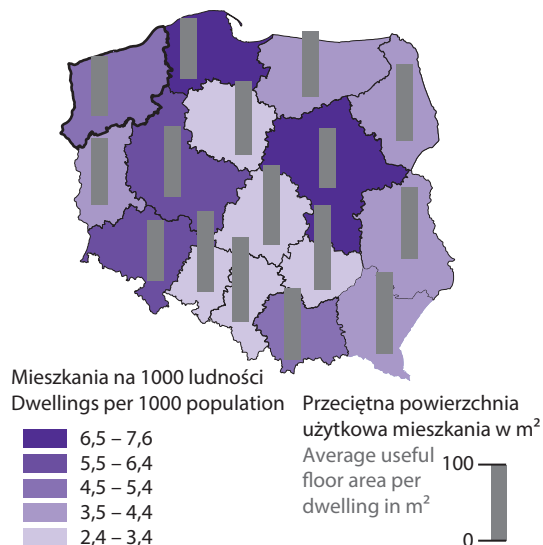 Mieszkania na 1000 ludności
Dwellings per 1000 population
6,5 – 7,6
5,5 – 6,4
4,5 – 5,4
3,5 – 4,4
2,4 – 3,4
Przeciętna powierzchnia
użytkowa mieszkania w m²
Average useful
floor area per
dwelling in m²
100
0